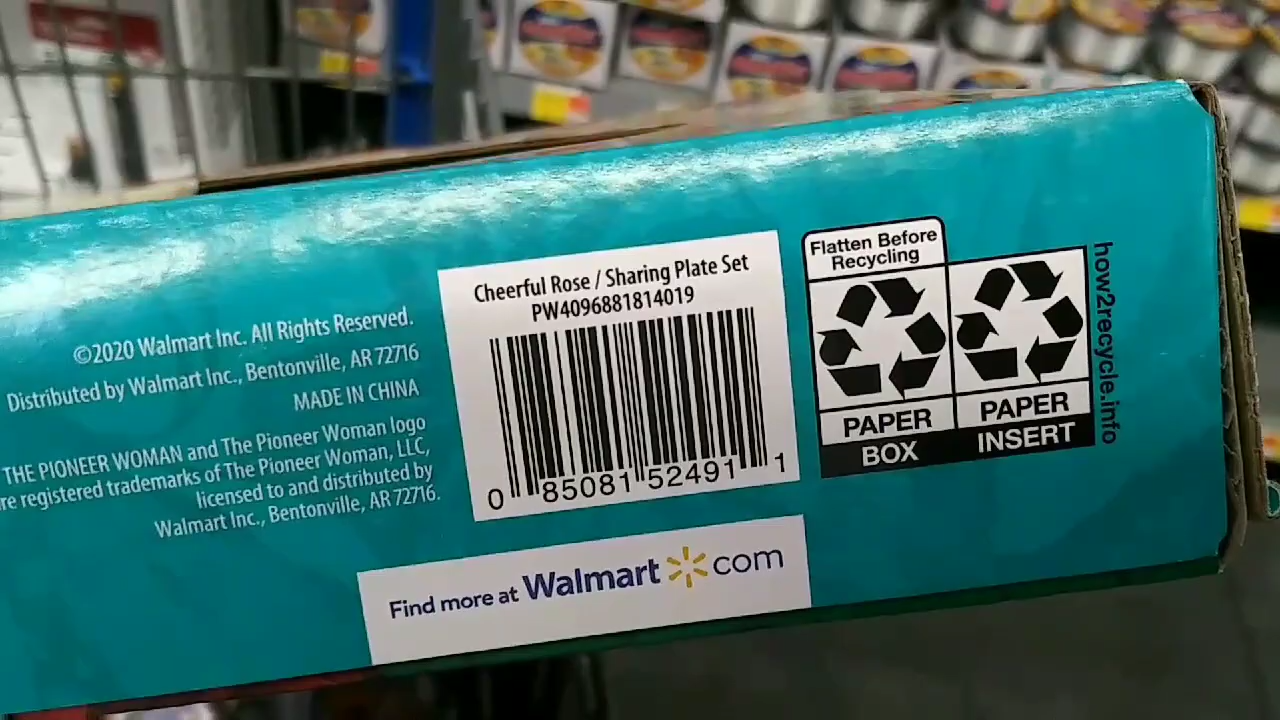 ©2020 Walmart Inc. All Rights Reserved.
Distributed by Walmart Inc., Bentonville, AR 72716
MADE IN CHINA
THE PIONEER WOMAN and The Pioneer Woman logo
re registered trademarks of The Pioneer Woman, LLC,
licensed to and distributed by
Walmart Inc., Bentonville, AR 72716.
Cheerful Rose / Sharing Plate Set
PW4096881814019
0 85081 52491 1
Find more at Walmart com
Flatten Before
Recycling
PAPER
BOX
PAPER
INSERT
how2recycle.info